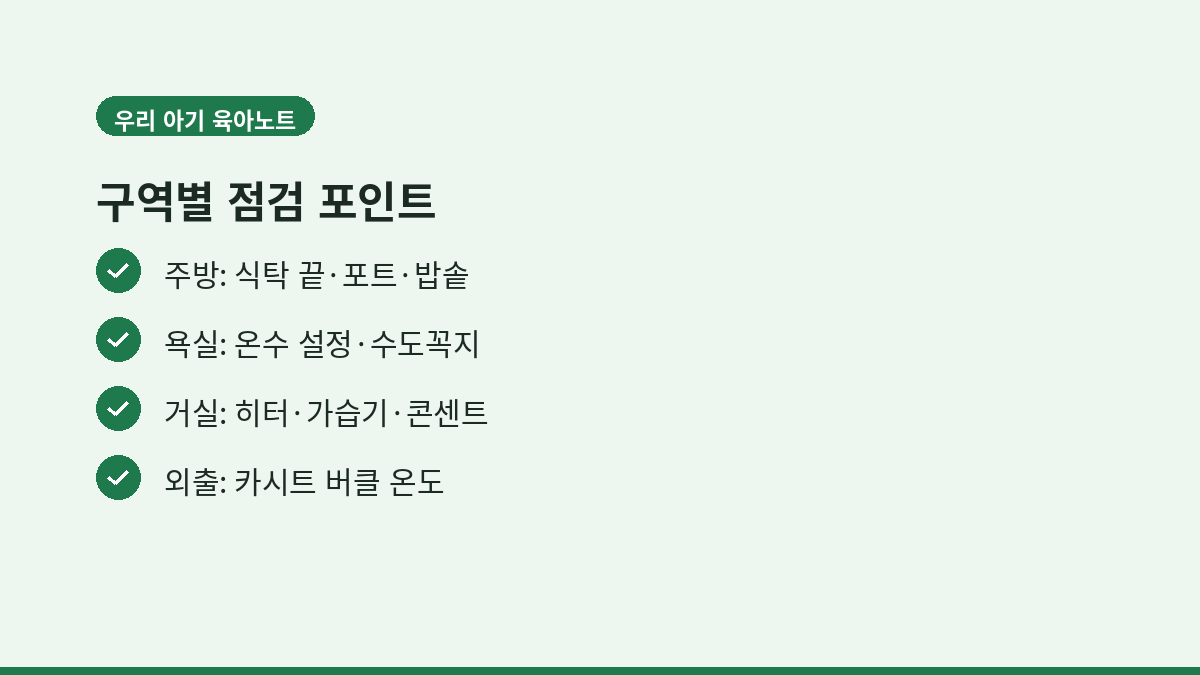 우리 아기 육아노트
구역별 점검 포인트
주방: 식탁 끝·포트·밥솥
욕실: 온수 설정·수도꼭지
거실: 히터·가습기·콘센트
외출: 카시트 버클 온도